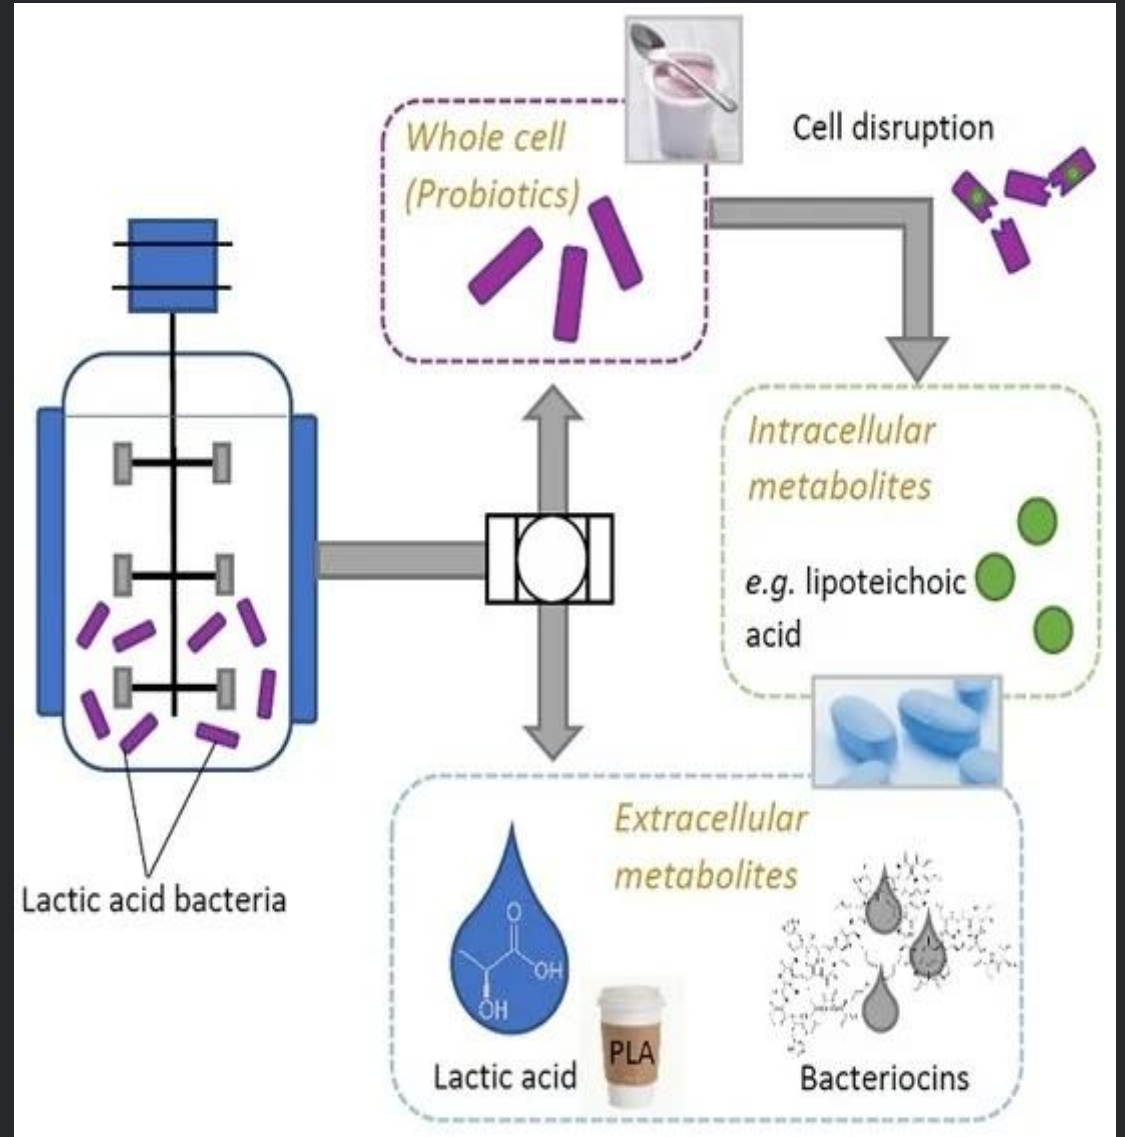 Whole cell
(Probiotics)
Cell disruption
Intracellular
metabolites
e.g. lipoteichoic
acid
Lactic acid bacteria
Extracellular
metabolites
O
OH
OH
Lactic acid
PLA
Bacteriocins